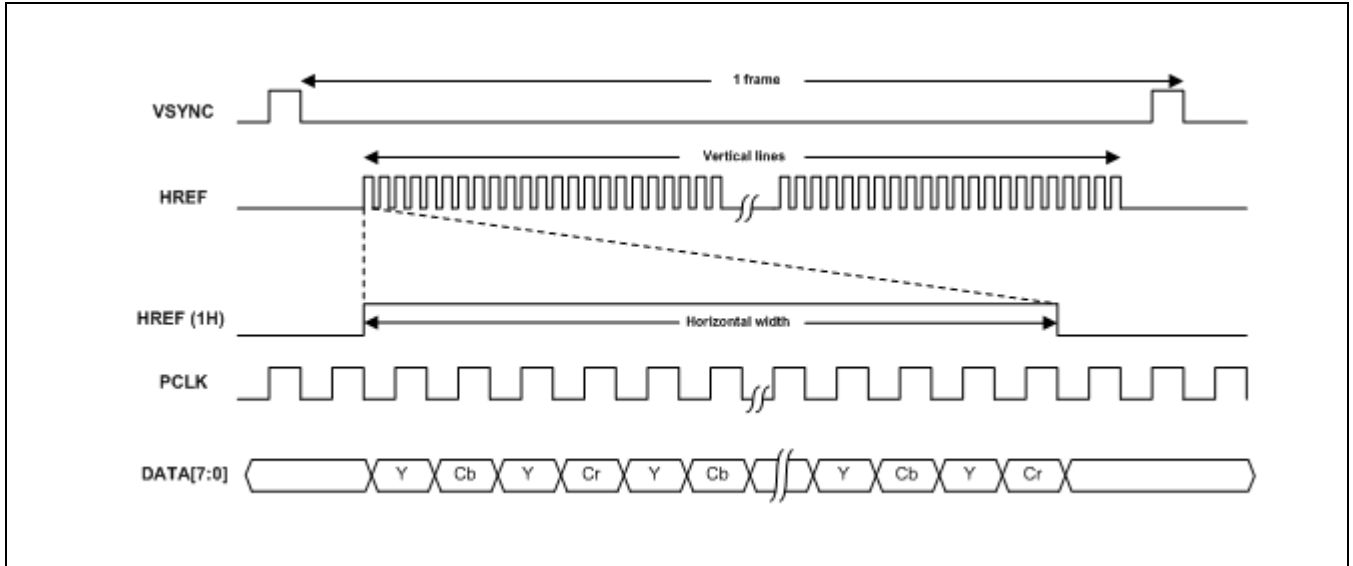 1 frame
VSYNC
Vertical lines
HREF
HREF (1H)
Horizontal width
PCLK
DATA[7:0] Y Cb Y Cr Y Cb Y Cb Y Cr